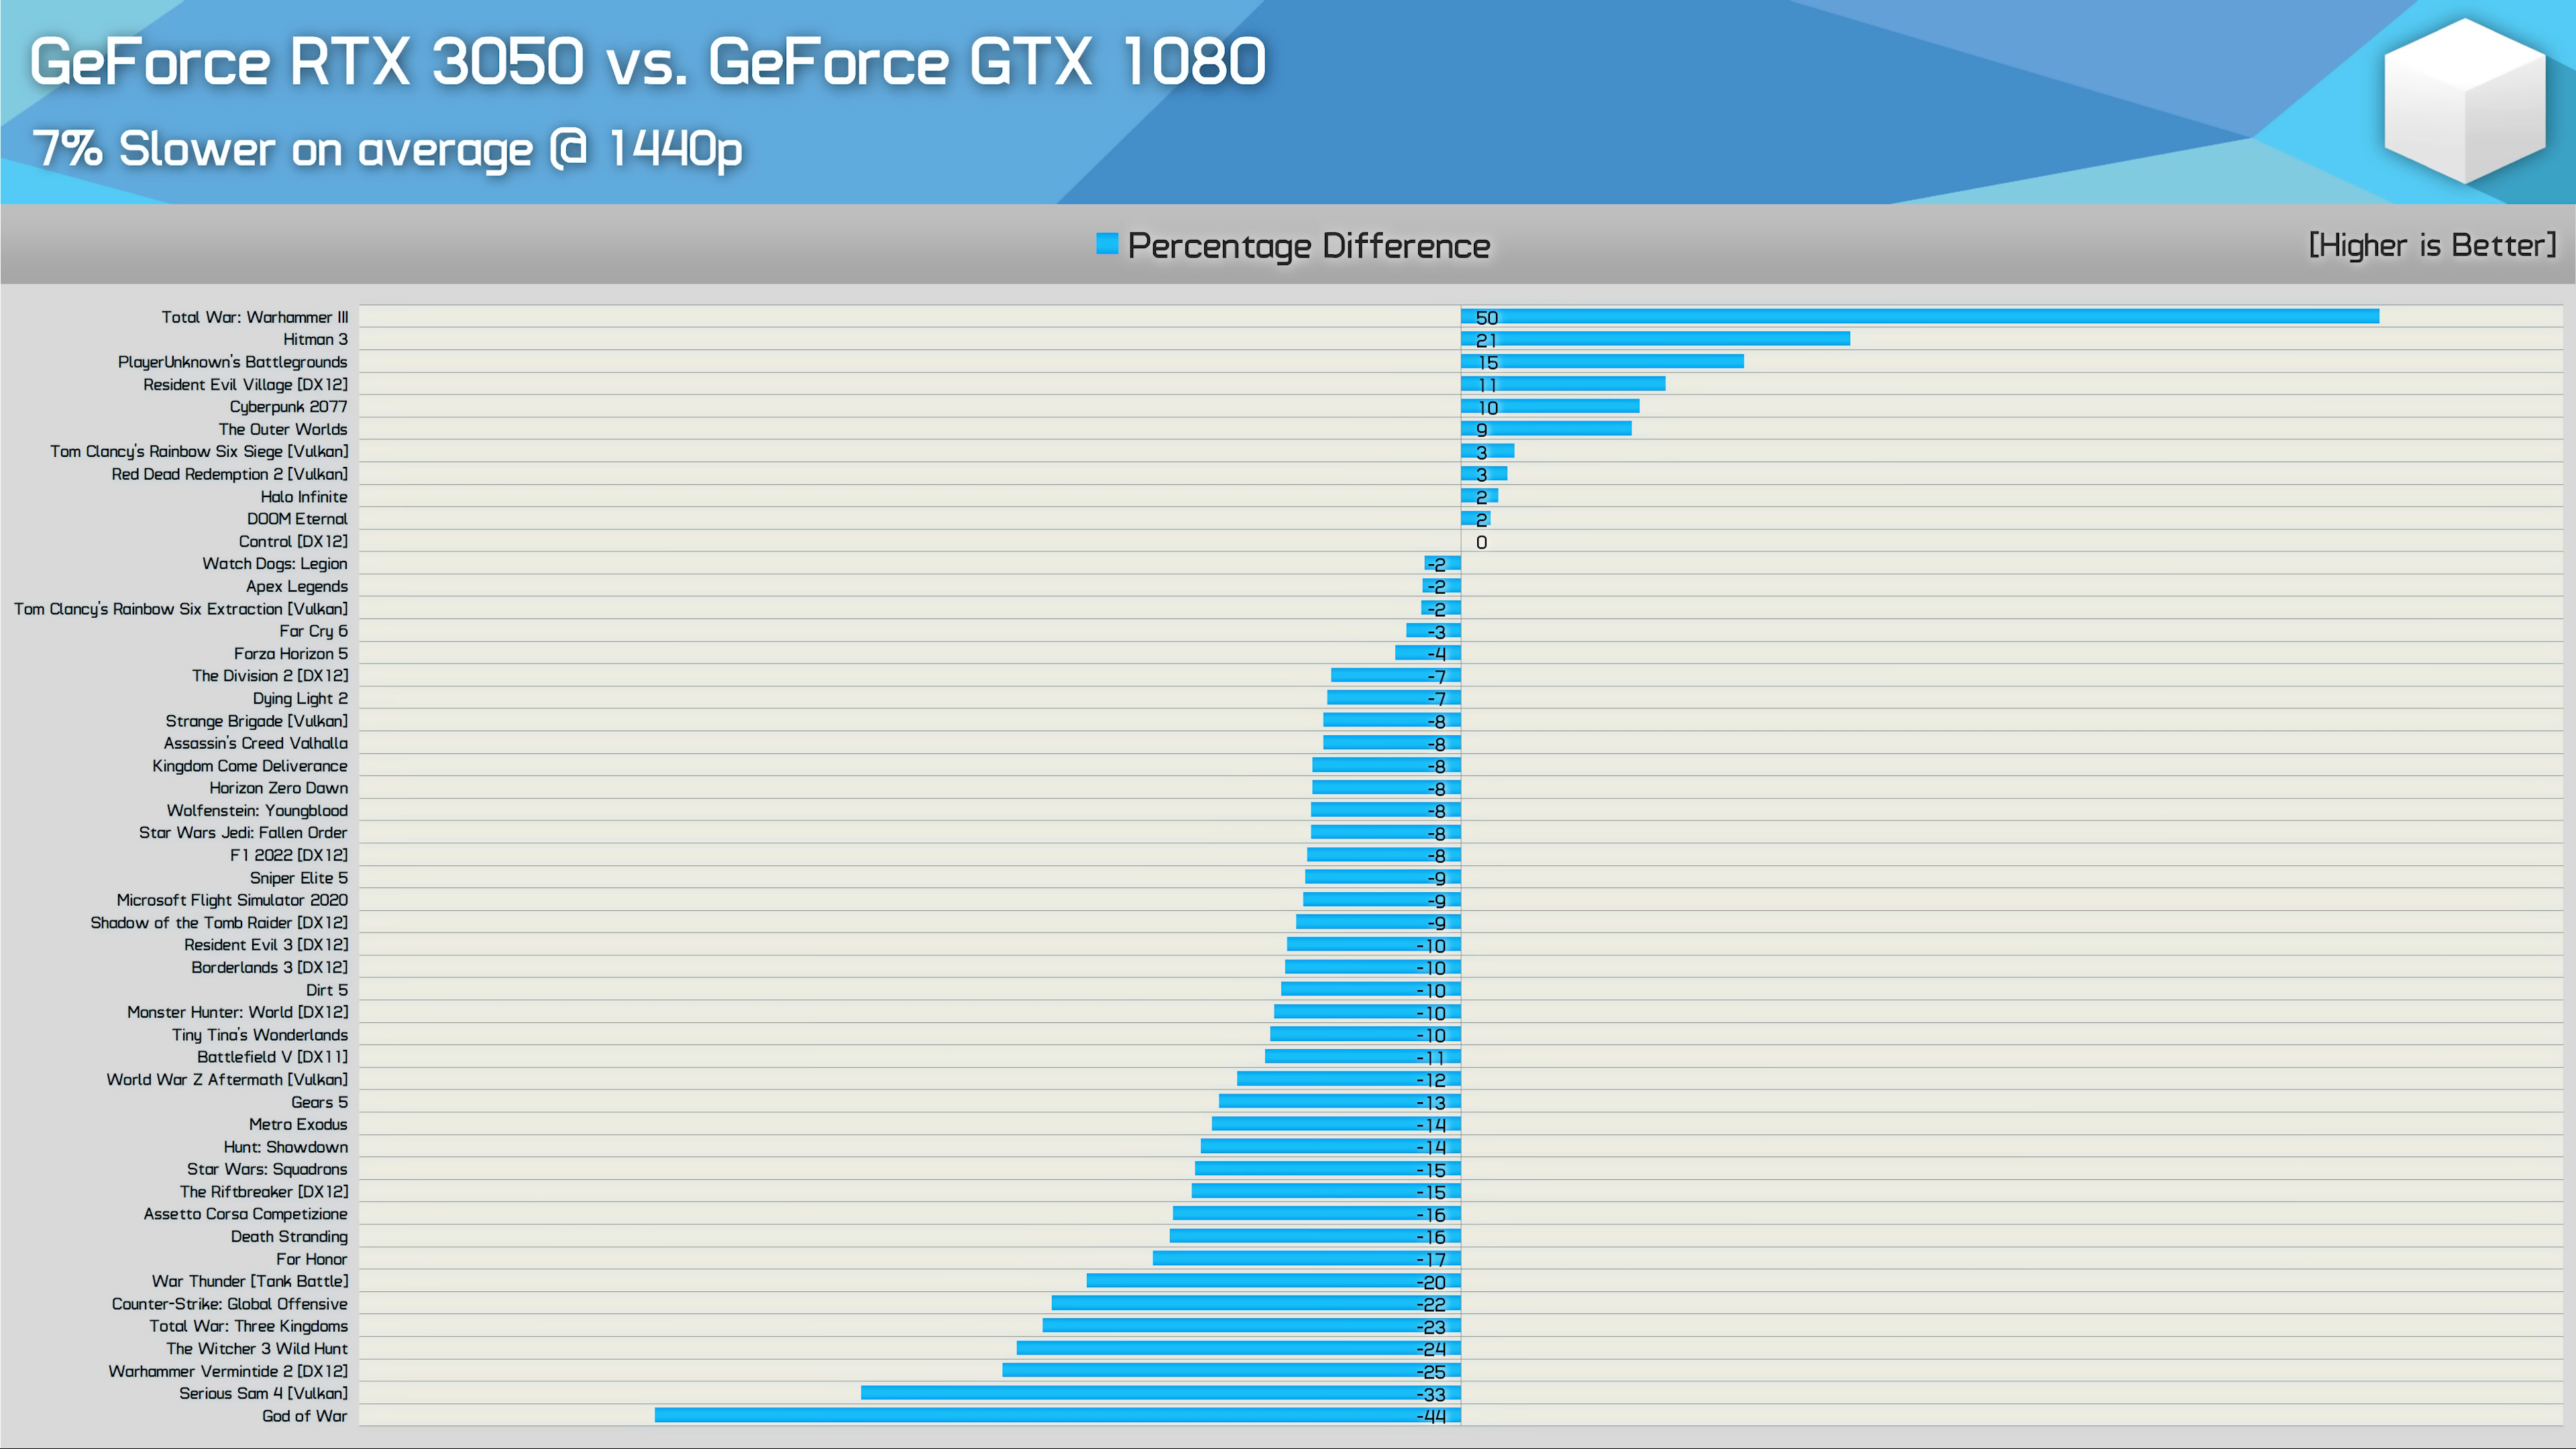 GeForce RTX 3050 vs. GeForce GTX 1080
7% Slower on average @ 1440p
Percentage Difference
[Higher is Better]
Total War: Warhammer III 50
Hitman 3 21
PlayerUnknown's Battlegrounds 15
Resident Evil Village [DX12] 11
Cyberpunk 2077 10
The Outer Worlds 9
Tom Clancy's Rainbow Six Siege [Vulkan] 3
Red Dead Redemption 2 [Vulkan] 3
Halo Infinite 2
DOOM Eternal 2
Control [DX12] 0
Watch Dogs: Legion -2
Apex Legends -2
Tom Clancy's Rainbow Six Extraction [Vulkan] -2
Far Cry 6 -3
Forza Horizon 5 -4
The Division 2 [DX12] -7
Dying Light 2 -7
Strange Brigade [Vulkan] -8
Assassin's Creed Valhalla -8
Kingdom Come Deliverance -8
Horizon Zero Dawn -8
Wolfenstein: Youngblood -8
Star Wars Jedi: Fallen Order -8
F1 2022 [DX12] -8
Sniper Elite 5 -9
Microsoft Flight Simulator 2020 -9
Shadow of the Tomb Raider [DX12] -9
Resident Evil 3 [DX12] -10
Borderlands 3 [DX12] -10
Dirt 5 -10
Monster Hunter: World [DX12] -10
Tiny Tina's Wonderlands -10
Battlefield V [DX11] -11
World War Z Aftermath [Vulkan] -12
Gears 5 -13
Metro Exodus -14
Hunt: Showdown -14
Star Wars: Squadrons -15
The Riftbreaker [DX12] -15
Assetto Corsa Competizione -16
Death Stranding -16
For Honor -17
War Thunder [Tank Battle] -20
Counter-Strike: Global Offensive -22
Total War: Three Kingdoms -23
The Witcher 3 Wild Hunt -24
Warhammer Vermintide 2 [DX12] -25
Serious Sam 4 [Vulkan] -33
God of War -44